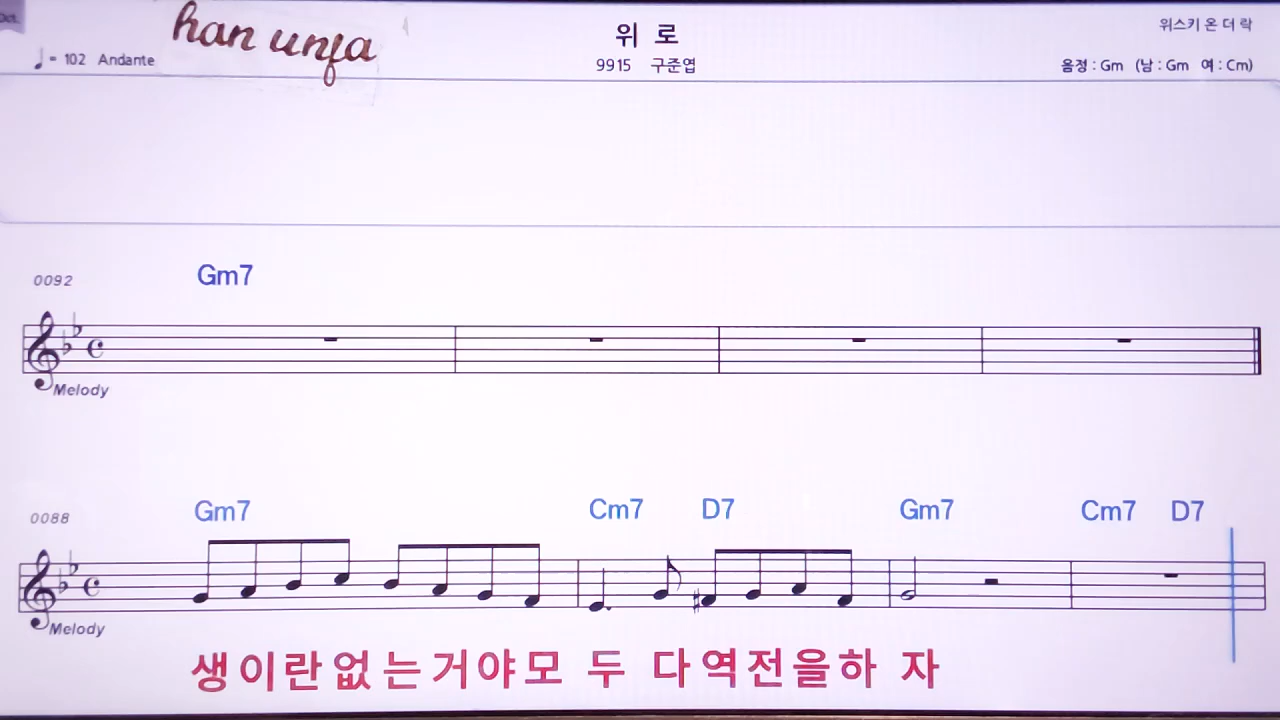 Oct.
han unfa
위 로
위스키 온 더 락
♩= 102 Andante
9915 구준엽
음정 : Gm (남 : Gm 여 : Cm)
0092 Gm7
Melody
0088 Gm7 Cm7 D7 Gm7 Cm7 D7
Melody
생이란없는거야모 두 다역전을하 자